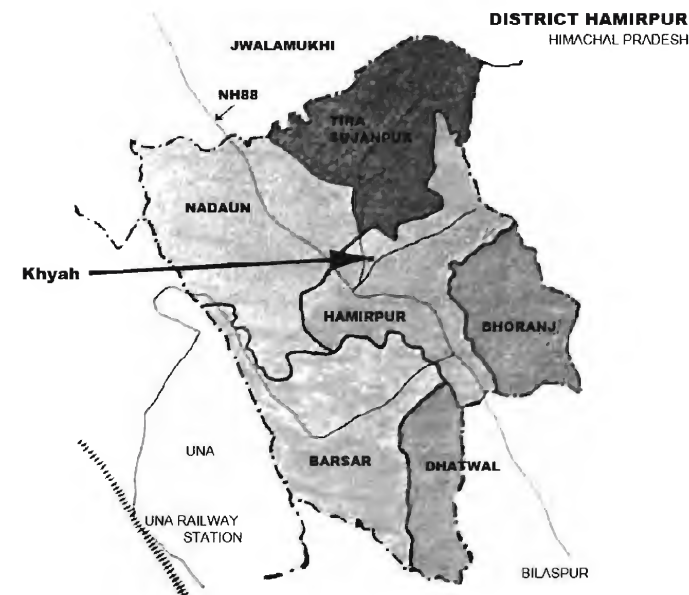 DISTRICT HAMIRPUR
HIMACHAL PRADESH
JWALAMUKHI
NH88
TIRA
SUJANPUR
NADAUN
Khyah
HAMIRPUR
BHORANJ
UNA
BARSAR
DHATWAL
UNA RAILWAY
STATION
BILASPUR